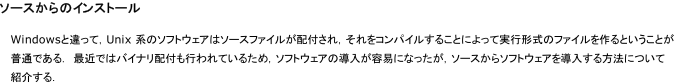 ソースからのインストール
Windowsと違って, Unix 系のソフトウェアはソースファイルが配付され, それをコンパイルすることによって実行形式のファイルを作るということが
普通である. 最近ではバイナリ配付も行われているため, ソフトウェアの導入が容易になったが, ソースからソフトウェアを導入する方法について
紹介する.